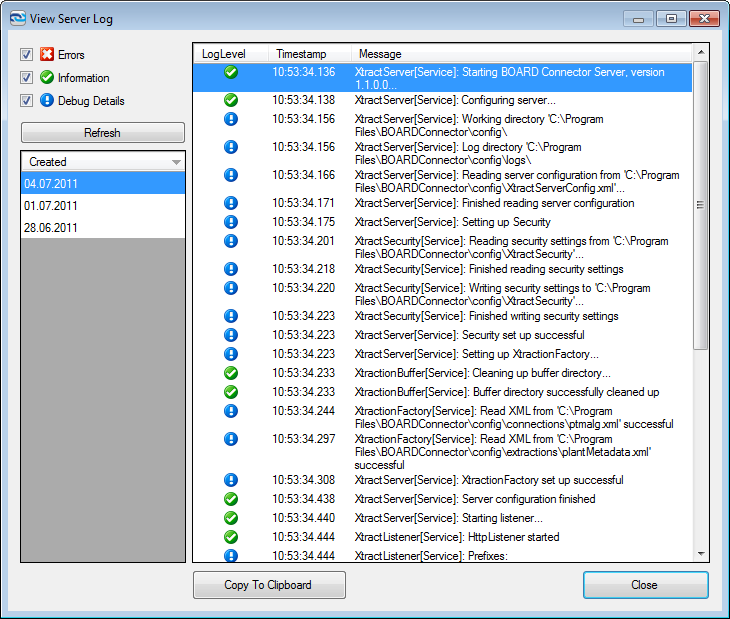 View Server Log
Errors
Information
Debug Details
Refresh
Created
04.07.2011
01.07.2011
28.06.2011
LogLevel Timestamp Message
10:53:34.136 XtractServer[Service]: Starting BOARD Connector Server, version
1.1.0.0...
10:53:34.138 XtractServer[Service]: Configuring server...
10:53:34.156 XtractServer[Service]: Working directory 'C:\Program
Files\BOARDConnector\config\
10:53:34.156 XtractServer[Service]: Log directory 'C:\Program
Files\BOARDConnector\config\logs\
10:53:34.166 XtractServer[Service]: Reading server configuration from 'C:\Program
Files\BOARDConnector\config\XtractServerConfig.xml'...
10:53:34.171 XtractServer[Service]: Finished reading server configuration
10:53:34.175 XtractServer[Service]: Setting up Security
10:53:34.201 XtractSecurity[Service]: Reading security settings from 'C:\Program
Files\BOARDConnector\config\XtractSecurity'...
10:53:34.218 XtractSecurity[Service]: Finished reading security settings
10:53:34.220 XtractSecurity[Service]: Writing security settings to 'C:\Program
Files\BOARDConnector\config\XtractSecurity'...
10:53:34.223 XtractSecurity[Service]: Finished writing security settings
10:53:34.223 XtractServer[Service]: Security set up successful
10:53:34.223 XtractServer[Service]: Setting up XtractionFactory...
10:53:34.233 XtractionBuffer[Service]: Cleaning up buffer directory...
10:53:34.233 XtractionBuffer[Service]: Buffer directory successfully cleaned up
10:53:34.244 XtractionFactory[Service]: Read XML from 'C:\Program
Files\BOARDConnector\config\connections\ptmalg.xml' successful
10:53:34.297 XtractionFactory[Service]: Read XML from 'C:\Program
Files\BOARDConnector\config\extractions\plantMetadata.xml'
successful
10:53:34.308 XtractServer[Service]: XtractionFactory set up successful
10:53:34.438 XtractServer[Service]: Server configuration finished
10:53:34.440 XtractServer[Service]: Starting listener...
10:53:34.444 XtractListener[Service]: HttpListener started
10:53:34.444 XtractListener[Service]: Prefixes:
Copy To Clipboard
Close